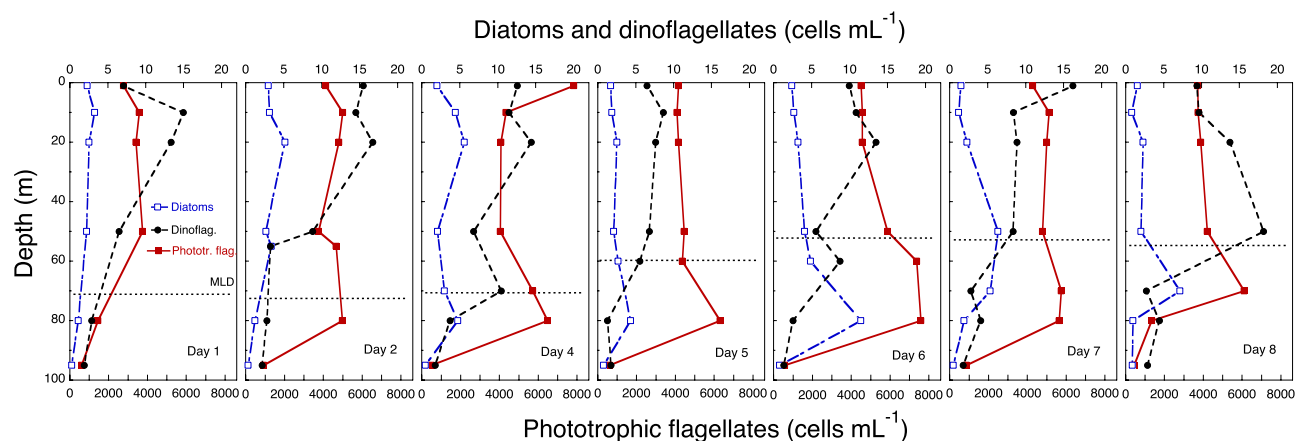 Diatoms and dinoflagellates (cells mL-1)
0 5 10 15 20 0 5 10 15 20 0 5 10 15 20 0 5 10 15 20 0 5 10 15 20 0 5 10 15 20 0 5 10 15 20
0
20
40
60
80
100
Depth (m)
Diatoms
Dinoflag.
Phototr. flag.
MLD
Day 1 Day 2 Day 4 Day 5 Day 6 Day 7 Day 8
0 2000 4000 6000 8000 0 2000 4000 6000 8000 0 2000 4000 6000 8000 0 2000 4000 6000 8000 0 2000 4000 6000 8000 0 2000 4000 6000 8000 0 2000 4000 6000 8000
Phototrophic flagellates (cells mL-1)